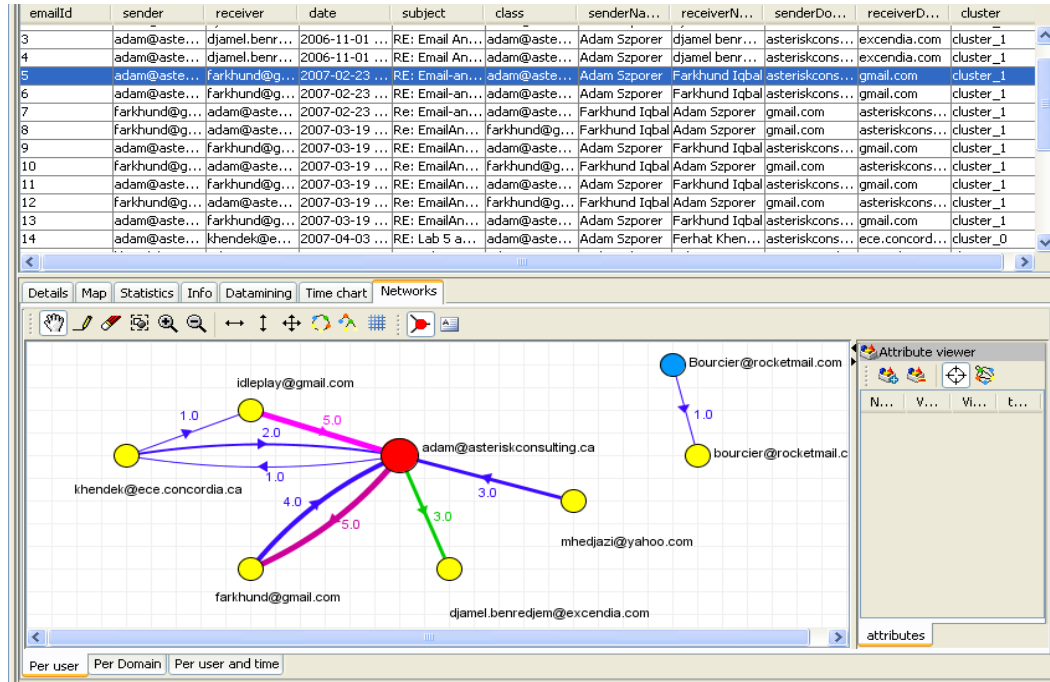 emailId sender receiver date subject class senderNa... receiverN... senderDo... receiverD... cluster
3 adam@aste... djamel.benr... 2006-11-01 ... RE: Email An... adam@aste... Adam Szporer djamel benr... asteriskcons... excendia.com cluster_1
4 adam@aste... djamel.benr... 2006-11-01 ... RE: Email An... adam@aste... Adam Szporer djamel benr... asteriskcons... excendia.com cluster_1
5 adam@aste... farkhund@g... 2007-02-23 ... RE: Email-an... adam@aste... Adam Szporer Farkhund Iqbal asteriskcons... gmail.com cluster_1
6 adam@aste... farkhund@g... 2007-02-23 ... RE: Email-an... adam@aste... Adam Szporer Farkhund Iqbal asteriskcons... gmail.com cluster_1
7 farkhund@g... adam@aste... 2007-02-23 ... Re: Email-an... adam@aste... Farkhund Iqbal Adam Szporer gmail.com asteriskcons... cluster_1
8 farkhund@g... adam@aste... 2007-03-19 ... Re: EmailAn... farkhund@g... Farkhund Iqbal Adam Szporer gmail.com asteriskcons... cluster_1
9 adam@aste... farkhund@g... 2007-03-19 ... RE: EmailAn... adam@aste... Adam Szporer Farkhund Iqbal asteriskcons... gmail.com cluster_1
10 farkhund@g... adam@aste... 2007-03-19 ... Re: EmailAn... farkhund@g... Farkhund Iqbal Adam Szporer gmail.com asteriskcons... cluster_1
11 adam@aste... farkhund@g... 2007-03-19 ... RE: EmailAn... adam@aste... Adam Szporer Farkhund Iqbal asteriskcons... gmail.com cluster_1
12 farkhund@g... adam@aste... 2007-03-19 ... Re: EmailAn... farkhund@g... Farkhund Iqbal Adam Szporer gmail.com asteriskcons... cluster_1
13 adam@aste... farkhund@g... 2007-03-19 ... RE: EmailAn... adam@aste... Adam Szporer Farkhund Iqbal asteriskcons... gmail.com cluster_1
14 adam@aste... khendek@e... 2007-04-03 ... RE: Lab 5 a... adam@aste... Adam Szporer Ferhat Khen... asteriskcons... ece.concord... cluster_0
Details Map Statistics Info Datamining Time chart Networks
Attribute viewer
N... V... Vi... t...
idleplay@gmail.com
Bourcier@rocketmail.com
1.0
5.0
1.0
2.0
adam@asteriskconsulting.ca
bourcier@rocketmail.c
1.0
khendek@ece.concordia.ca
3.0
4.0
5.0
3.0
mhedjazi@yahoo.com
farkhund@gmail.com
djamel.benredjem@excendia.com
attributes
Per user Per Domain Per user and time